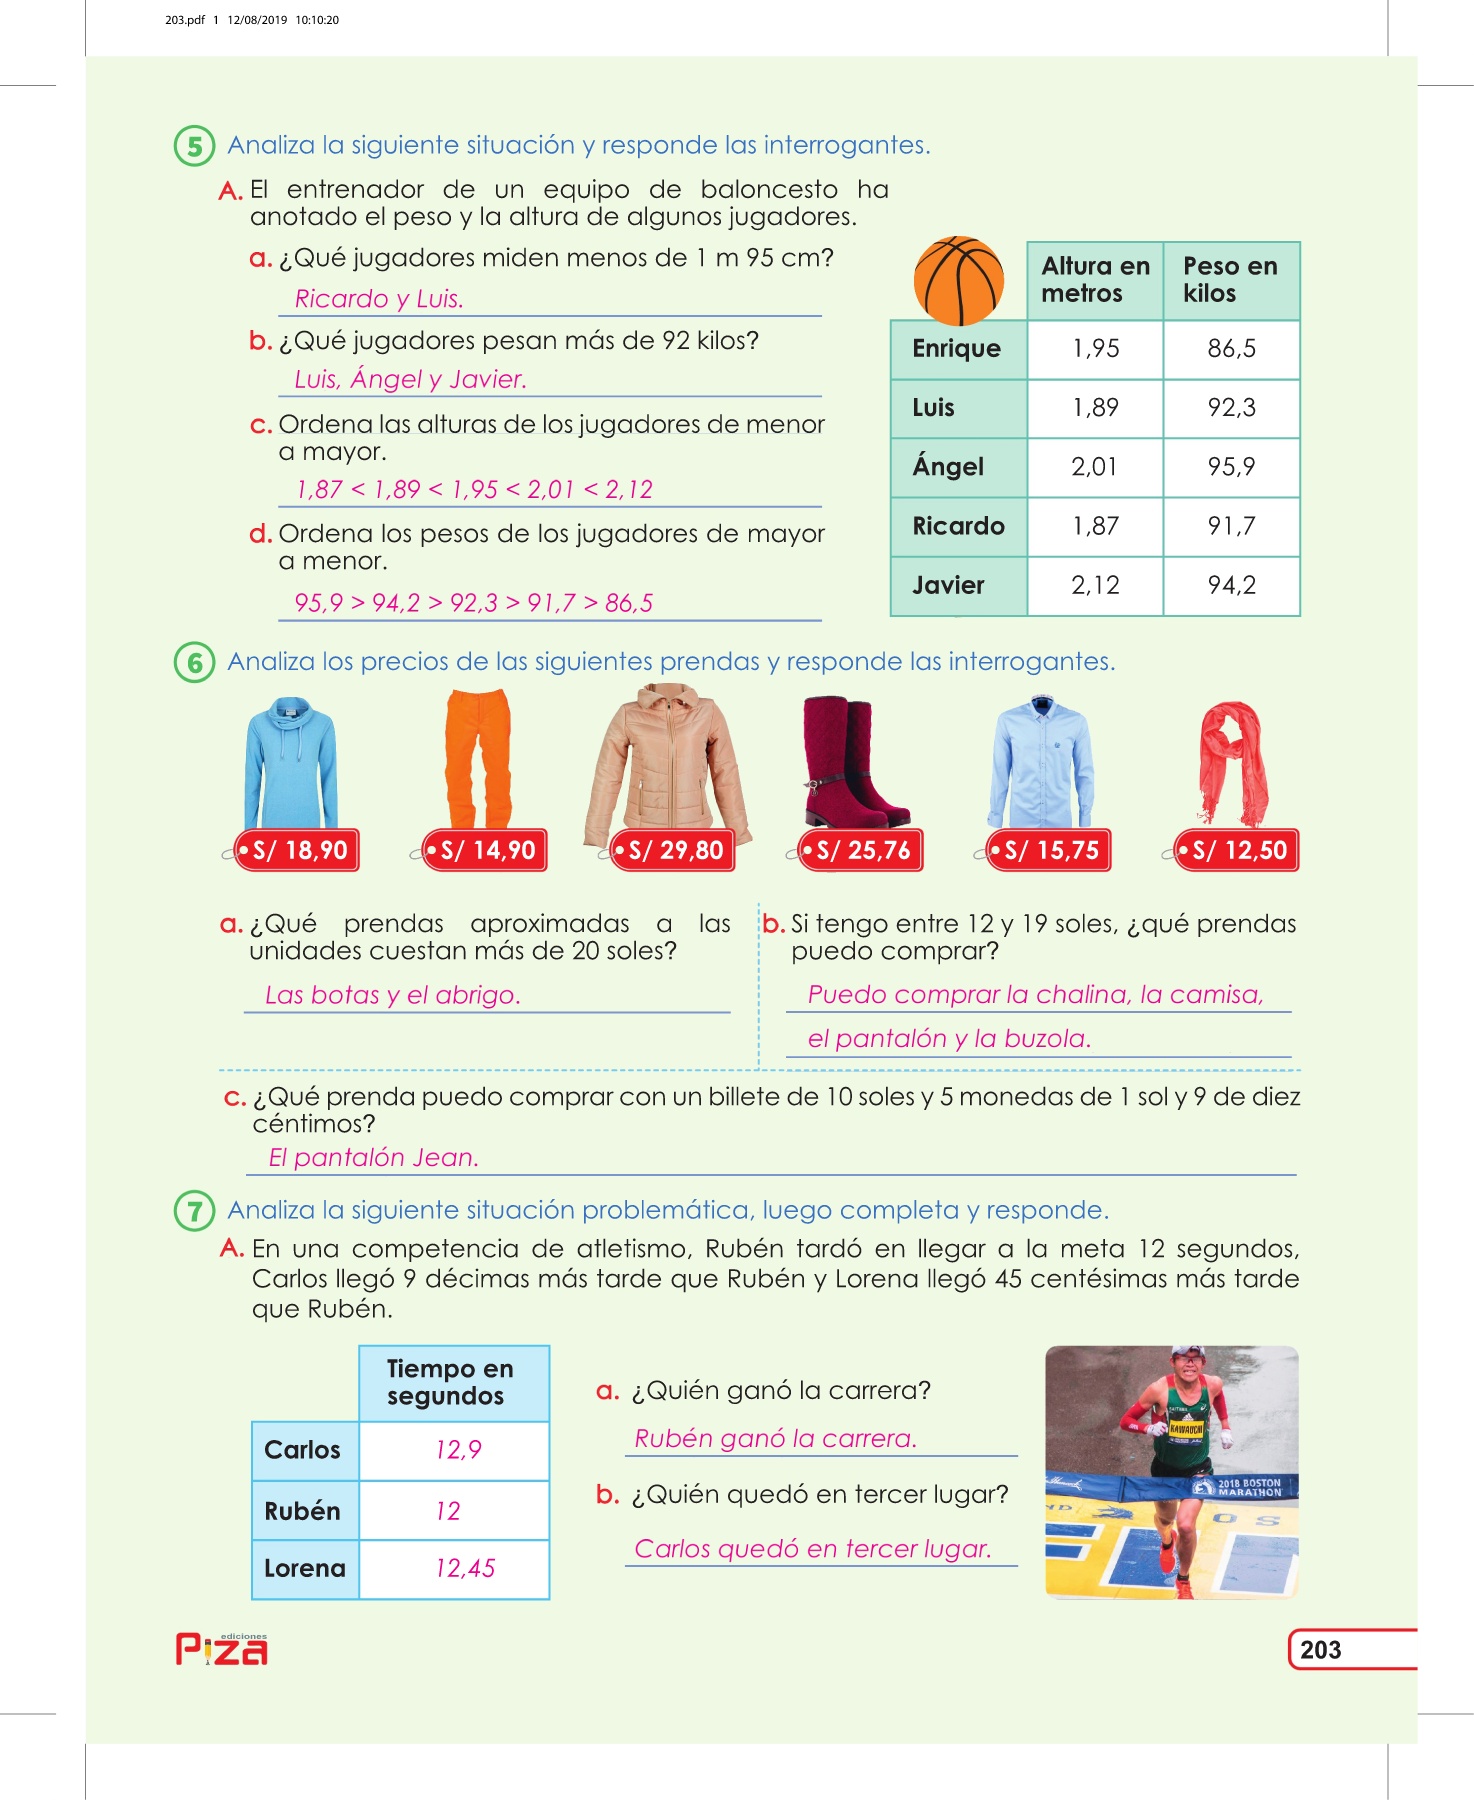 203.pdf 1 12/08/2019 10:10:20
5 Analiza la siguiente situación y responde las interrogantes.
A. El entrenador de un equipo de baloncesto ha
anotado el peso y la altura de algunos jugadores.
a. ¿Qué jugadores miden menos de 1 m 95 cm?
Ricardo y Luis.
b. ¿Qué jugadores pesan más de 92 kilos?
Luis, Ángel y Javier.
c. Ordena las alturas de los jugadores de menor
a mayor.
1,87 < 1,89 < 1,95 < 2,01 < 2,12
d. Ordena los pesos de los jugadores de mayor
a menor.
95,9 > 94,2 > 92,3 > 91,7 > 86,5
Altura en metros Peso en kilos
Enrique 1,95 86,5
Luis 1,89 92,3
Ángel 2,01 95,9
Ricardo 1,87 91,7
Javier 2,12 94,2
6 Analiza los precios de las siguientes prendas y responde las interrogantes.
S/ 18,90 S/ 14,90 S/ 29,80 S/ 25,76 S/ 15,75 S/ 12,50
a. ¿Qué prendas aproximadas a las
unidades cuestan más de 20 soles?
Las botas y el abrigo.
b. Si tengo entre 12 y 19 soles, ¿qué prendas
puedo comprar?
Puedo comprar la chalina, la camisa,
el pantalón y la buzola.
c. ¿Qué prenda puedo comprar con un billete de 10 soles y 5 monedas de 1 sol y 9 de diez
céntimos?
El pantalón Jean.
7 Analiza la siguiente situación problemática, luego completa y responde.
A. En una competencia de atletismo, Rubén tardó en llegar a la meta 12 segundos,
Carlos llegó 9 décimas más tarde que Rubén y Lorena llegó 45 centésimas más tarde
que Rubén.
Tiempo en
segundos
Carlos 12,9
Rubén 12
Lorena 12,45
a. ¿Quién ganó la carrera?
Rubén ganó la carrera.
b. ¿Quién quedó en tercer lugar?
Carlos quedó en tercer lugar.
KAWAUCHI
2018 BOSTON
MARATHON
ediciones
Piza
203